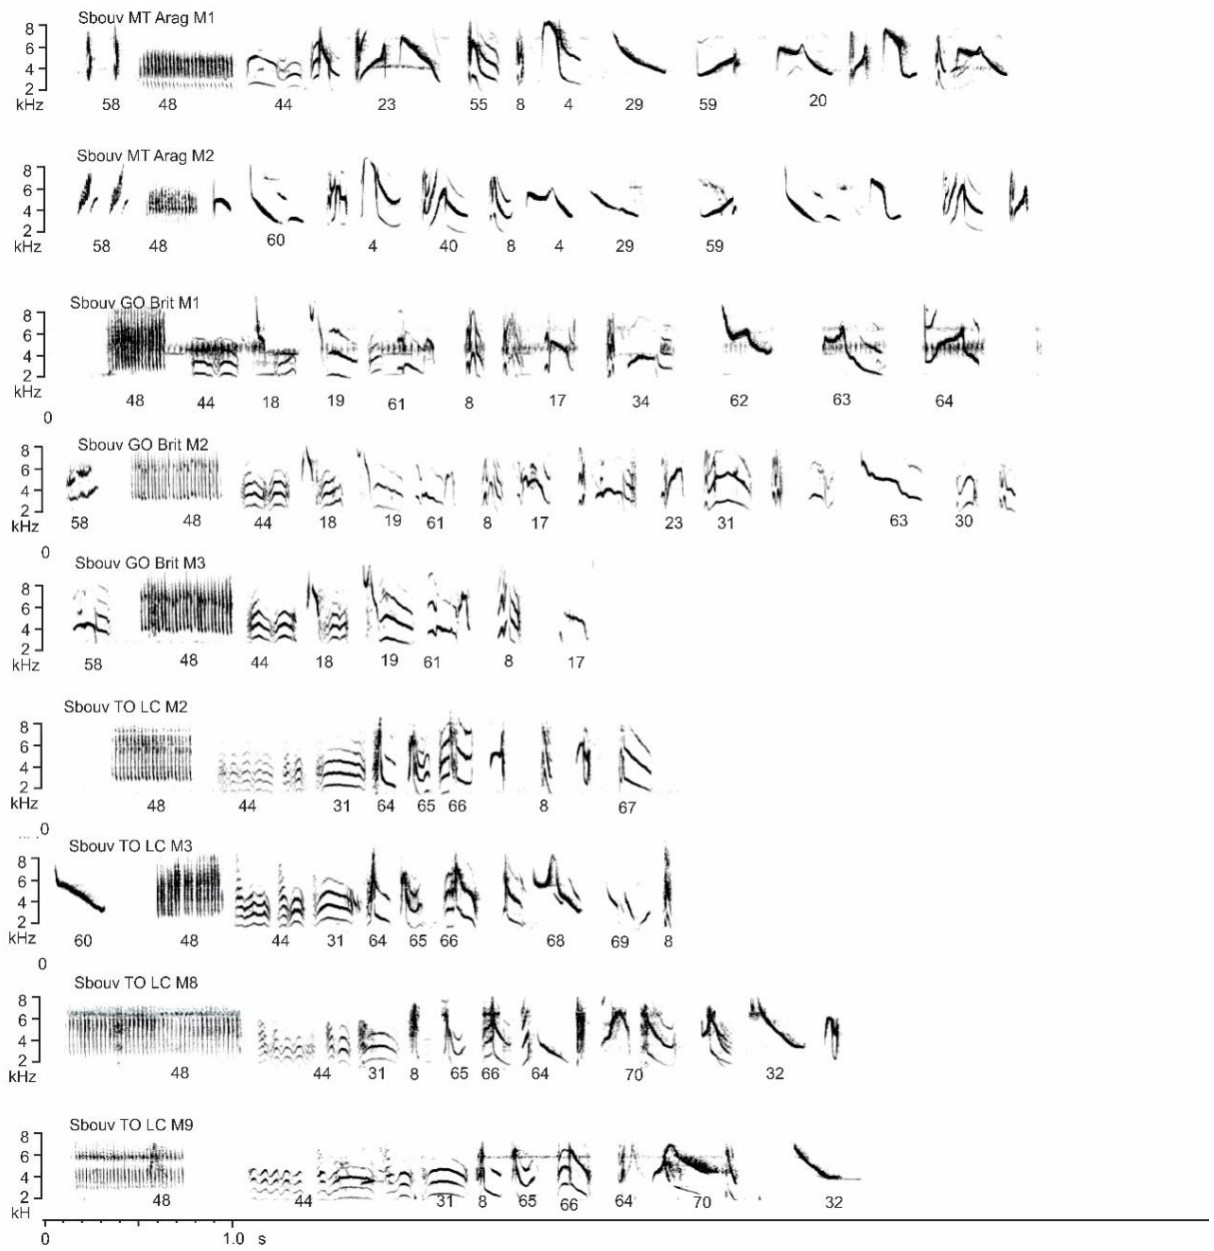 Sbouv MT Arag M1
8
6
4
2
kHz
58 48 44 23 55 8 4 29 59 20
Sbouv MT Arag M2
8
6
4
2
kHz
58 48 60 4 40 8 4 29 59
Sbouv GO Brit M1
8
6
4
2
kHz
48 44 18 19 61 8 17 34 62 63 64
0
Sbouv GO Brit M2
8
6
4
2
kHz
58 48 44 18 19 61 8 17 23 31 63 30
0
Sbouv GO Brit M3
8
6
4
2
kHz
58 48 44 18 19 61 8 17
Sbouv TO LC M2
8
6
4
2
kHz
48 44 31 64 65 66 8 67
0
Sbouv TO LC M3
8
6
4
2
kHz
60 48 44 31 64 65 66 68 69 8
0
Sbouv TO LC M8
8
6
4
2
kHz
48 44 31 8 65 66 64 70 32
Sbouv TO LC M9
8
6
4
2
kH
48 44 31 8 65 66 64 70 32
0 1.0 s